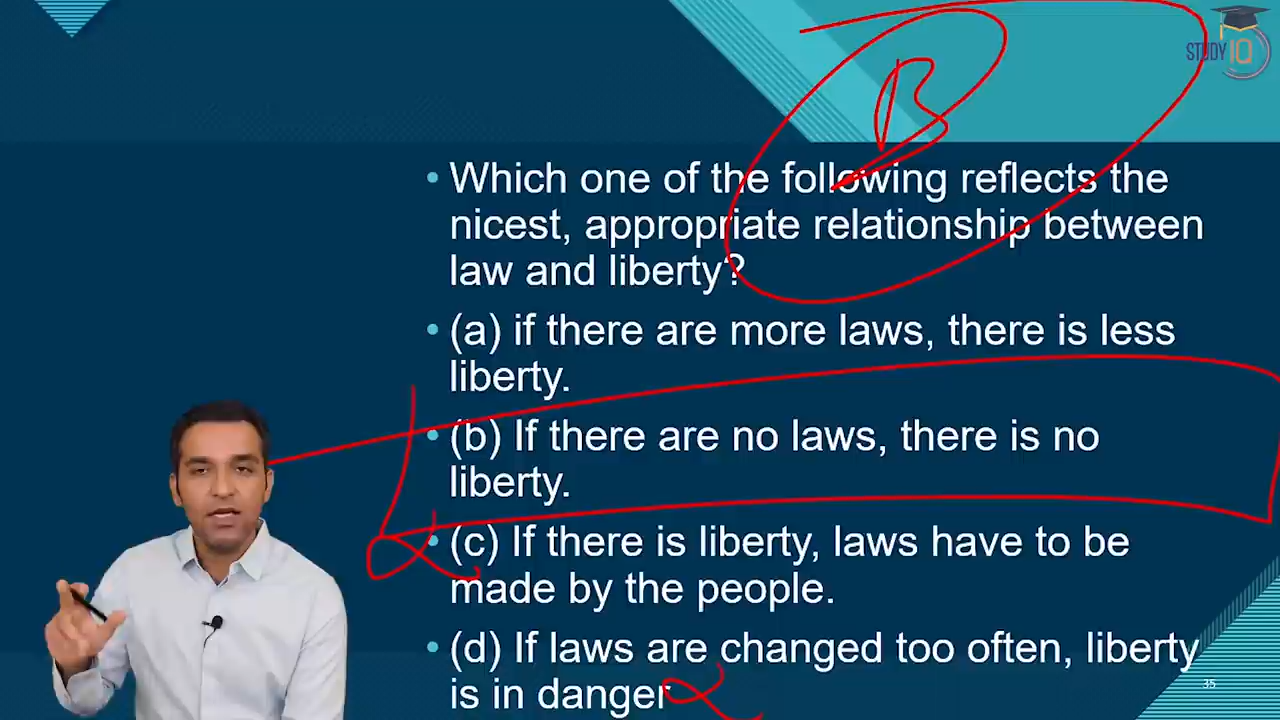 STUDY IQ
B
• Which one of the following reflects the
nicest, appropriate relationship between
law and liberty?
• (a) if there are more laws, there is less
liberty.
• (b) If there are no laws, there is no
liberty.
• (c) If there is liberty, laws have to be
made by the people.
• (d) If laws are changed too often, liberty
is in danger
35